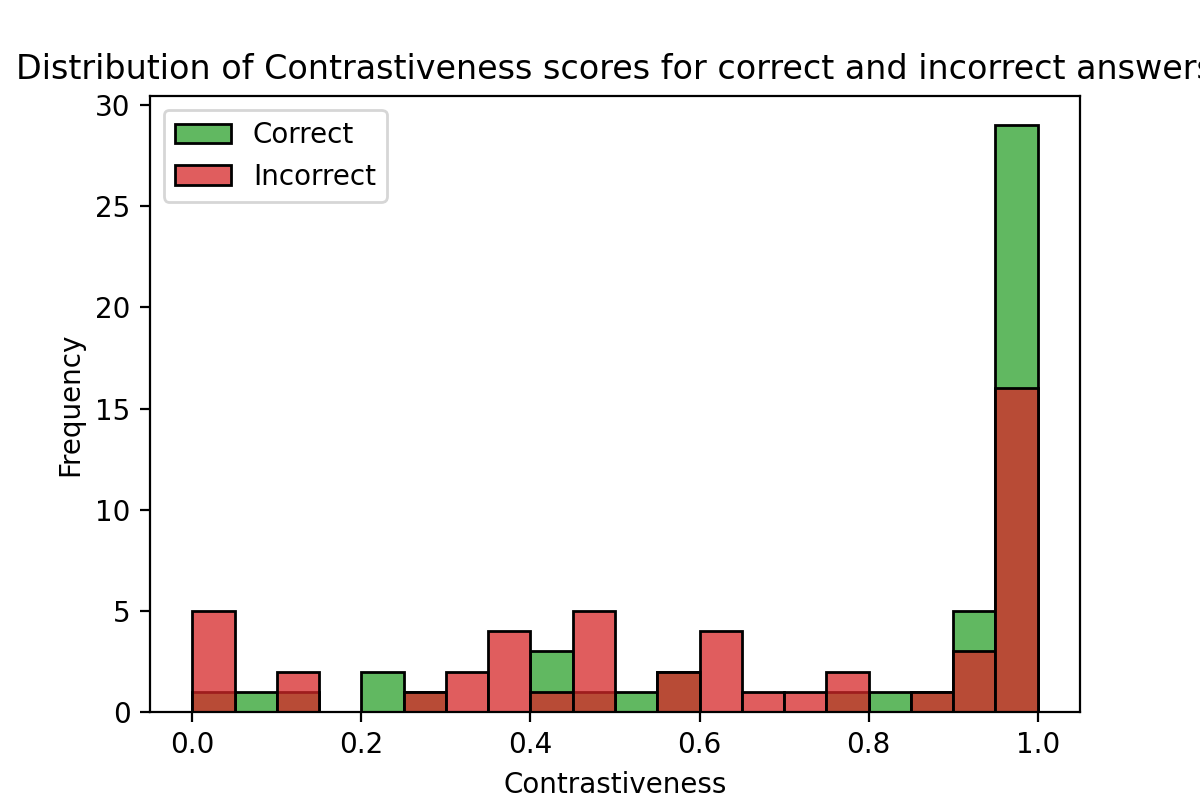 Distribution of Contrastiveness scores for correct and incorrect answers
Correct
Incorrect
30
25
20
15
10
5
0
Frequency
0.0 0.2 0.4 0.6 0.8 1.0
Contrastiveness